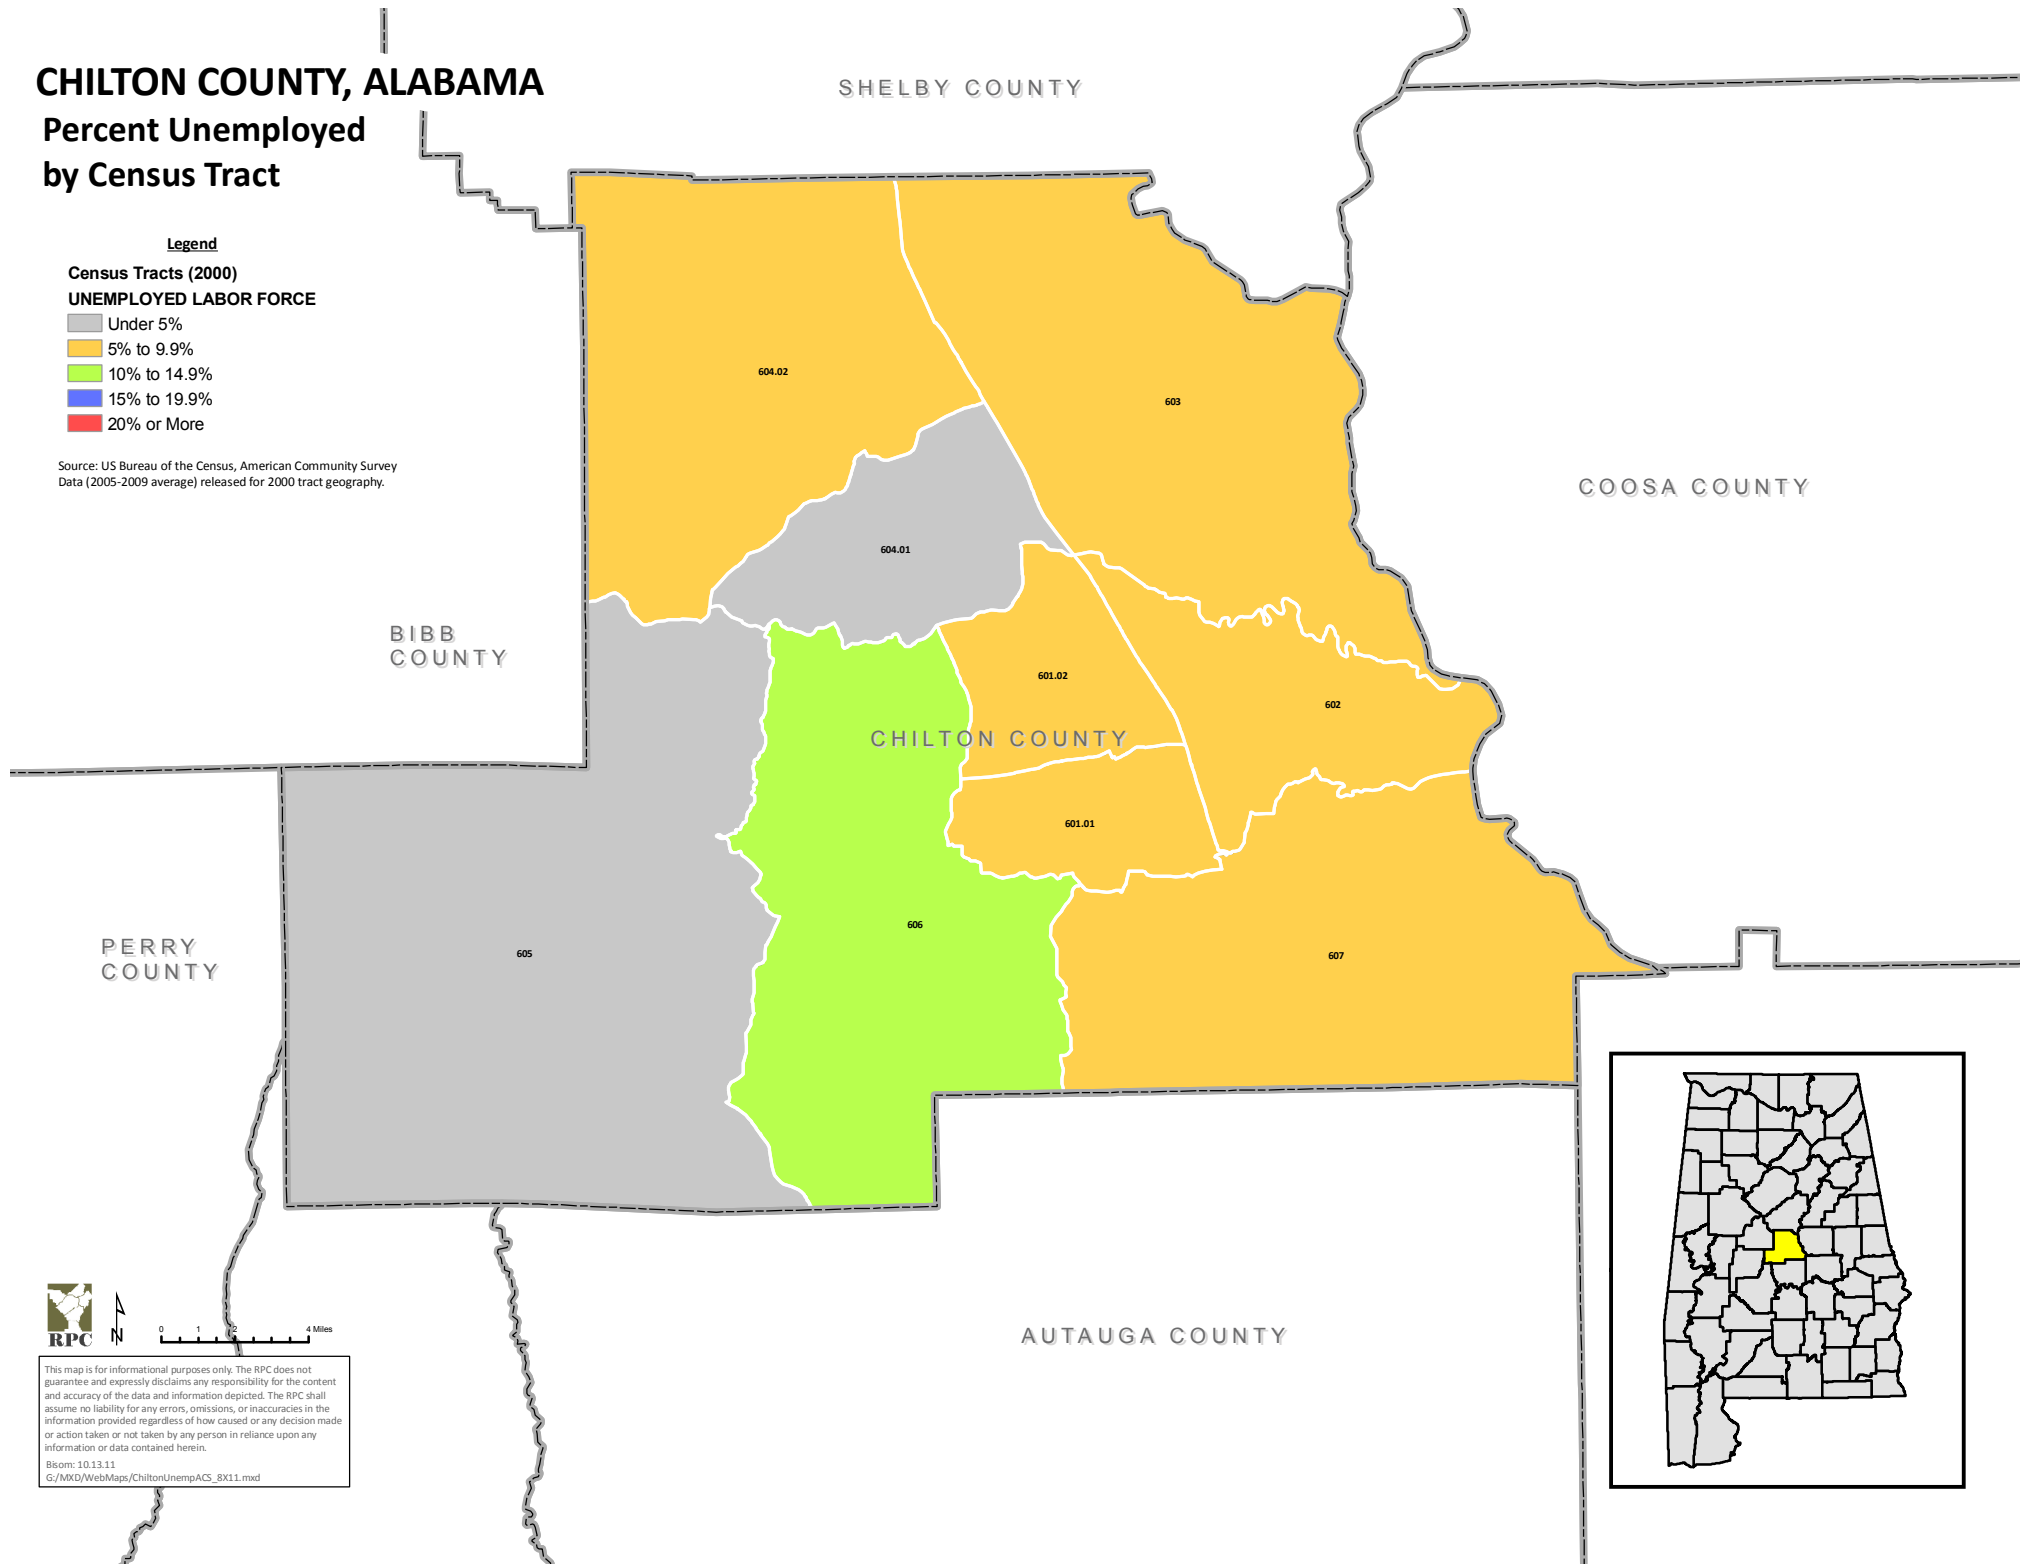 CHILTON COUNTY, ALABAMA
Percent Unemployed
by Census Tract
Legend
Census Tracts (2000)
UNEMPLOYED LABOR FORCE
Under 5%
5% to 9.9%
10% to 14.9%
15% to 19.9%
20% or More
Source: US Bureau of the Census, American Community Survey
Data (2005-2009 average) released for 2000 tract geography.
SHELBY COUNTY
604.02
603
COOSA COUNTY
604.01
BIBB
COUNTY
601.02
602
CHILTON COUNTY
601.01
606
PERRY
COUNTY
605
607
AUTAUGA COUNTY
RPC
N
0 1 2 4 Miles
This map is for informational purposes only. The RPC does not
guarantee and expressly disclaims any responsibility for the content
and accuracy of the data and information depicted. The RPC shall
assume no liability for any errors, omissions, or inaccuracies in the
information provided regardless of how caused or any decision made
or action taken or not taken by any person in reliance upon any
information or data contained herein.
Bisom: 10.13.11
G:/MXD/WebMaps/ChiltonUnempACS_8X11.mxd